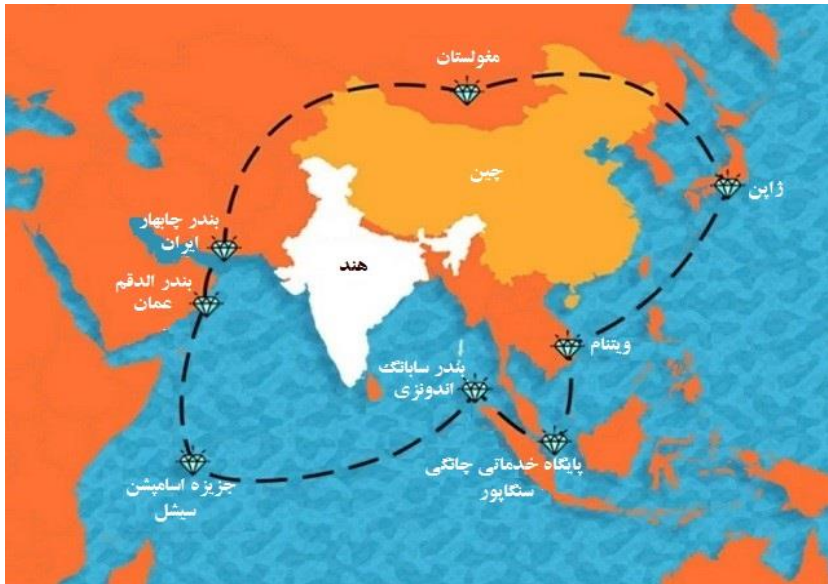 مغولستان
چین
ژاپن
بندر چابهار
ایران
هند
بندر الدقم
عمان
ویتنام
بندر سابانگ
اندونزی
پایگاه خدماتی چانگی
سنگاپور
جزیزه اسامپشن
سیشل